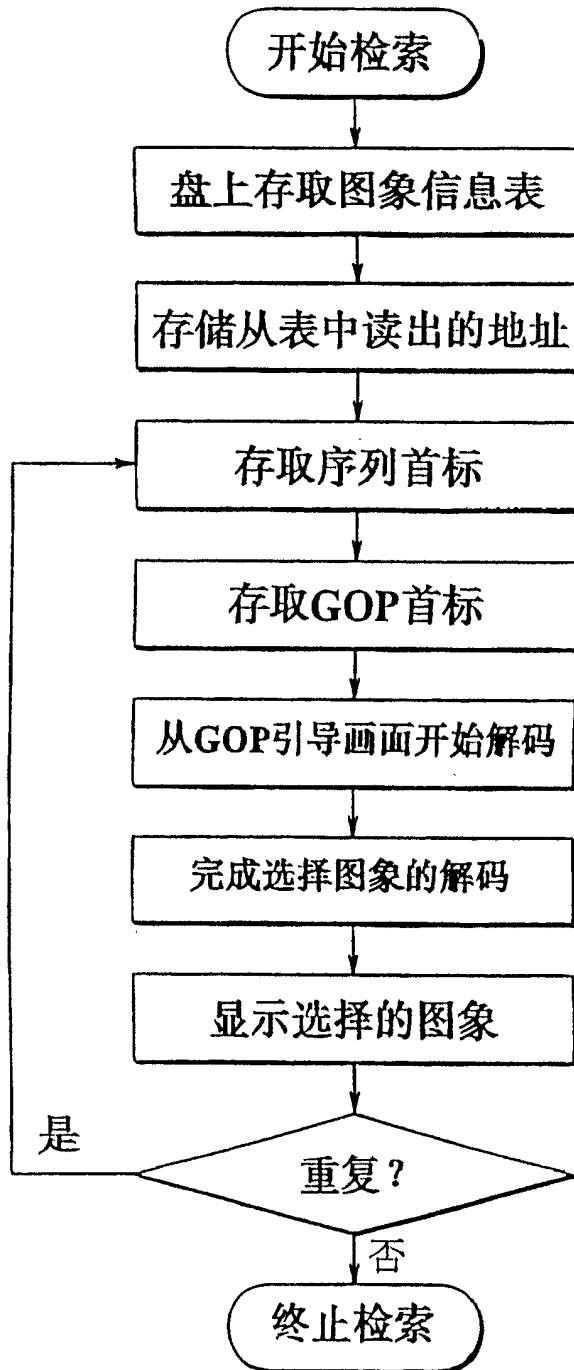 开始检索
盘上存取图象信息表
存储从表中读出的地址
存取序列首标
存取GOP首标
从GOP引导画面开始解码
完成选择图象的解码
显示选择的图象
是
重复？
否
终止检索